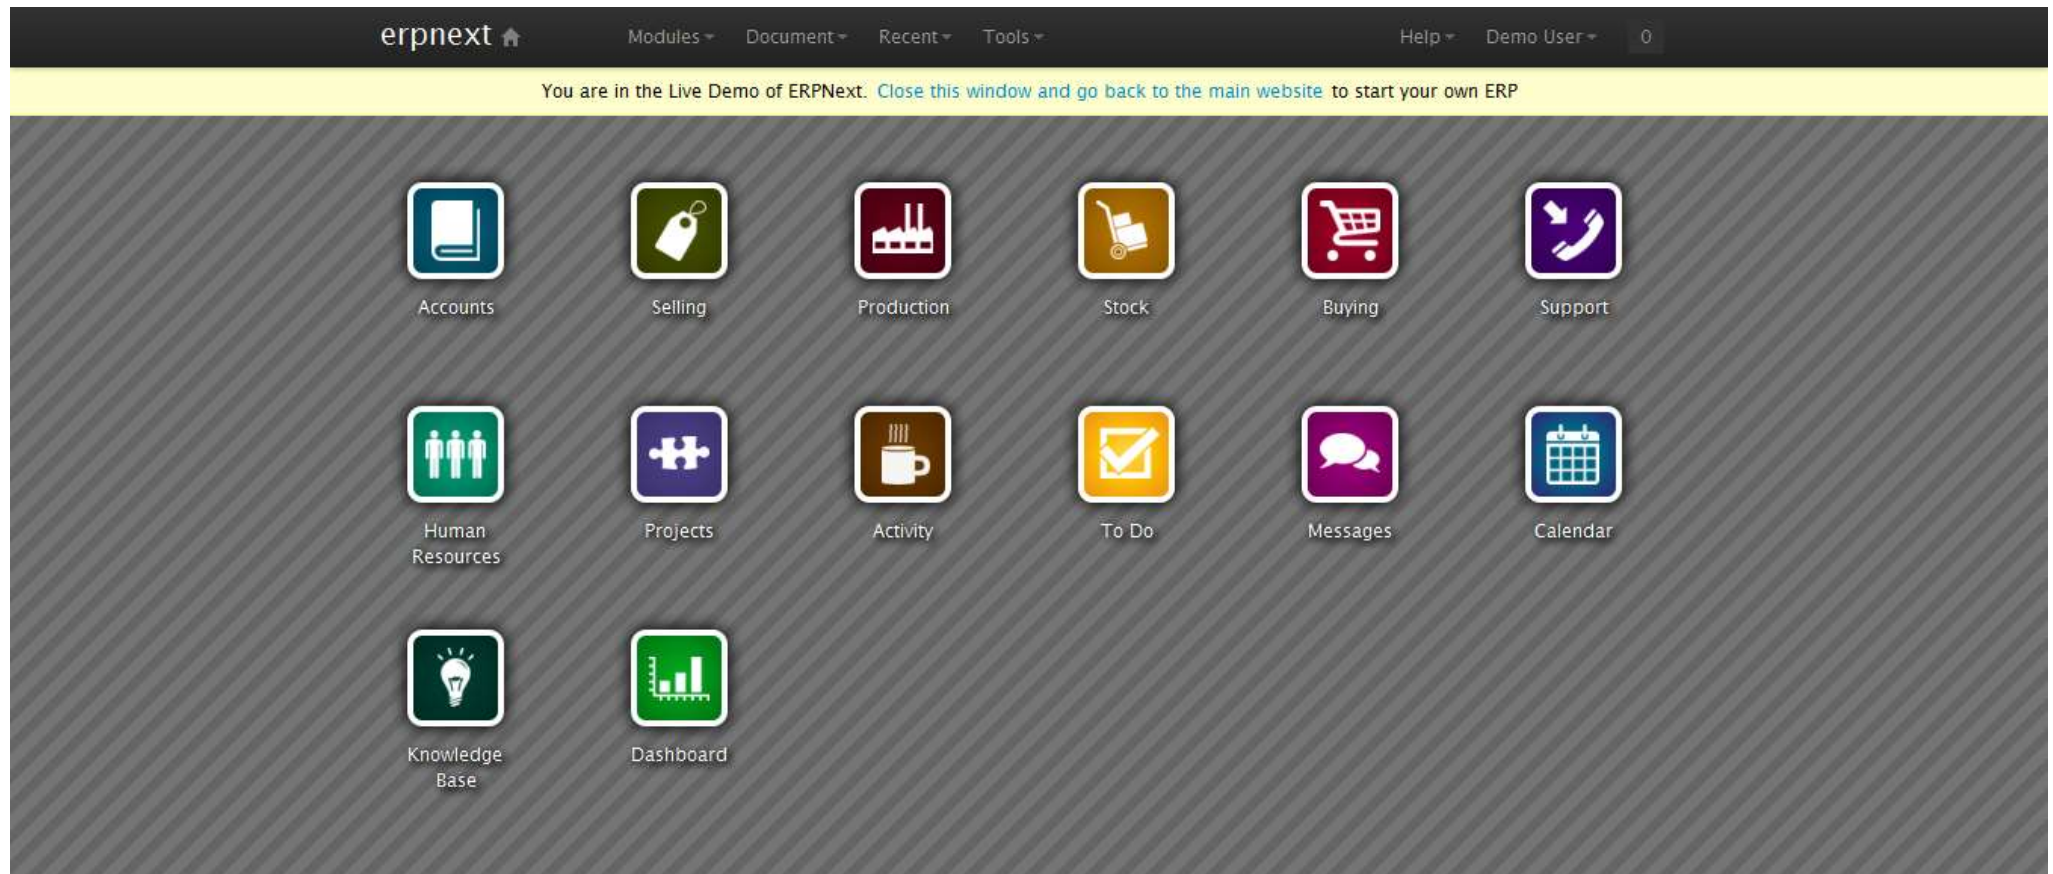 erpnext Modules Document Recent Tools Help Demo User 0
You are in the Live Demo of ERPNext. Close this window and go back to the main website to start your own ERP
Accounts Selling Production Stock Buying Support
Human Resources Projects Activity To Do Messages Calendar
Knowledge Base Dashboard